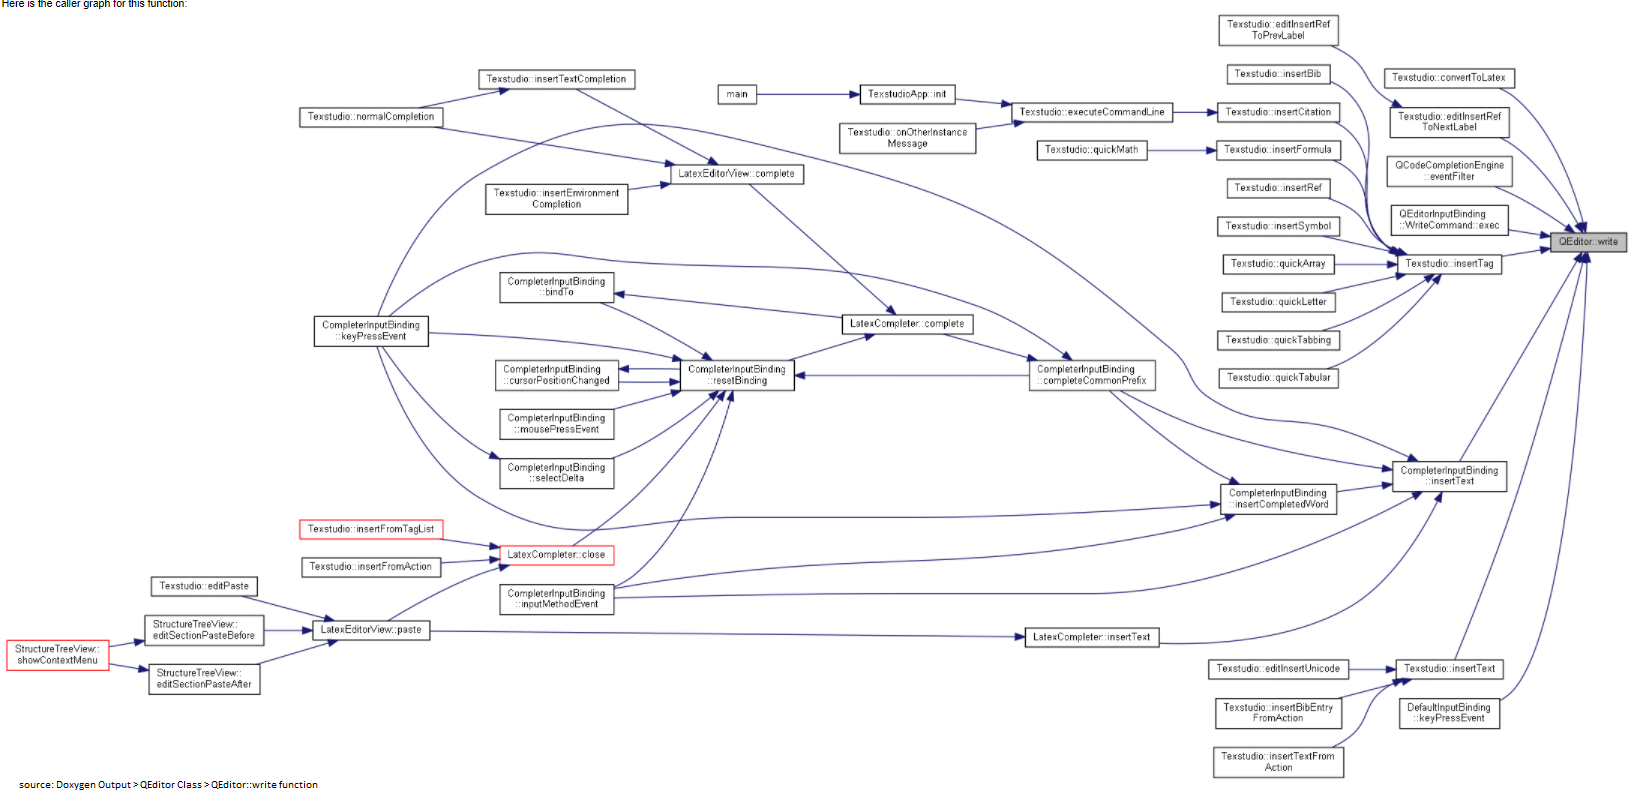 Here is the caller graph for this function:
Texstudio::editInsertRef
ToPrevLabel
Texstudio::insertTextCompletion
Texstudio::insertBib
Texstudio::convertToLatex
main
TexstudioApp::init
Texstudio::normalCompletion
Texstudio::executeCommandLine
Texstudio::insertCitation
Texstudio::editInsertRef
ToNextLabel
Texstudio::onOtherInstance
Message
Texstudio::quickMath
Texstudio::insertFormula
LatexEditorView::complete
QCodeCompletionEngine
::eventFilter
Texstudio::insertEnvironment
Completion
Texstudio::insertRef
Texstudio::insertSymbol
QEditorInputBinding
::WriteCommand::exec
QEditor::write
Texstudio::quickArray
Texstudio::insertTag
CompleterInputBinding
::bindTo
Texstudio::quickLetter
CompleterInputBinding
::keyPressEvent
LatexCompleter::complete
Texstudio::quickTabbing
CompleterInputBinding
::cursorPositionChanged
CompleterInputBinding
::resetBinding
CompleterInputBinding
::completeCommonPrefix
Texstudio::quickTabular
CompleterInputBinding
::mousePressEvent
CompleterInputBinding
::selectDelta
CompleterInputBinding
::insertText
CompleterInputBinding
::insertCompletedWord
Texstudio::insertFromTagList
LatexCompleter::close
Texstudio::insertFromAction
Texstudio::editPaste
CompleterInputBinding
::inputMethodEvent
StructureTreeView::
editSectionPasteBefore
LatexEditorView::paste
LatexCompleter::insertText
StructureTreeView::
showContextMenu
StructureTreeView::
editSectionPasteAfter
Texstudio::editInsertUnicode
Texstudio::insertText
Texstudio::insertBibEntry
FromAction
DefaultInputBinding
::keyPressEvent
Texstudio::insertTextFrom
Action
source: Doxygen Output > QEditor Class > QEditor::write function